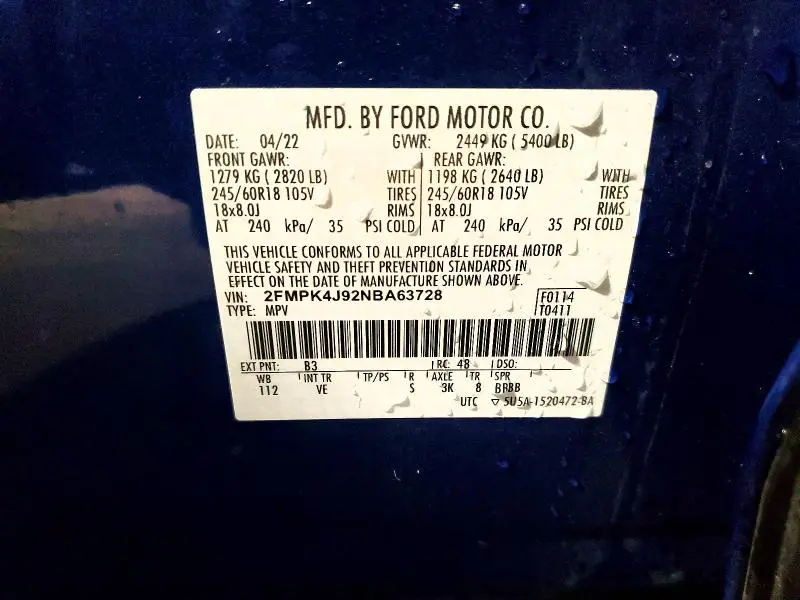 MFD. BY FORD MOTOR CO.
DATE: 04/22 GVWR: 2449 KG ( 5400 LB)
FRONT GAWR: REAR GAWR:
1279 KG ( 2820 LB) WITH 1198 KG ( 2640 LB) WITH
245/60R18 105V TIRES 245/60R18 105V TIRES
18x8.0J RIMS 18x8.0J RIMS
AT 240 kPa/ 35 PSI COLD AT 240 kPa/ 35 PSI COLD
THIS VEHICLE CONFORMS TO ALL APPLICABLE FEDERAL MOTOR
VEHICLE SAFETY AND THEFT PREVENTION STANDARDS IN
EFFECT ON THE DATE OF MANUFACTURE SHOWN ABOVE.
VIN: 2FMPK4J92NBA63728 F0114
TYPE: MPV T0411
EXT PNT: B3 RC: 48 DSO:
WB INT TR TP/PS R AXLE TR SPR
112 VE S 3K 8 BBBB
UTC ▽ 5U5A-1520472-BA